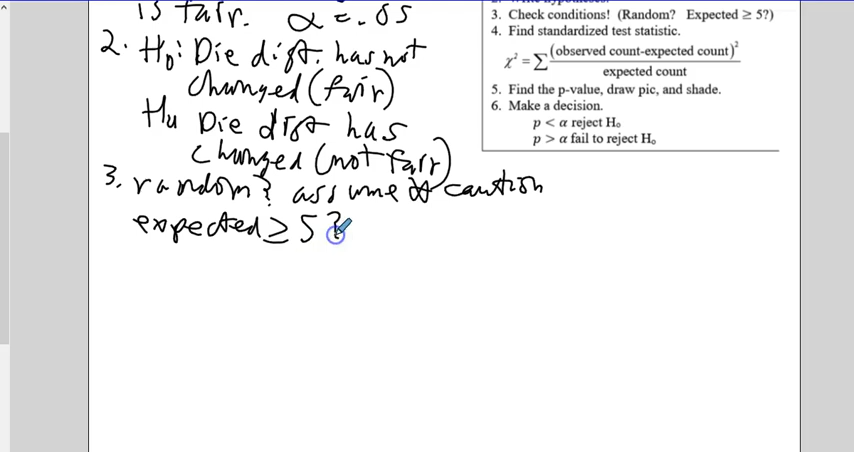 is fair. α = .05
2. H₀: Die dist. has not
changed (fair)
Ha Die dist has
changed (not fair)
3. random? assume * caution
expected ≥ 5?
3. Check conditions! (Random? Expected ≥ 5?)
4. Find standardized test statistic.
χ² = Σ (observed count-expected count)² / expected count
5. Find the p-value, draw pic, and shade.
6. Make a decision.
p < α reject H₀
p > α fail to reject H₀